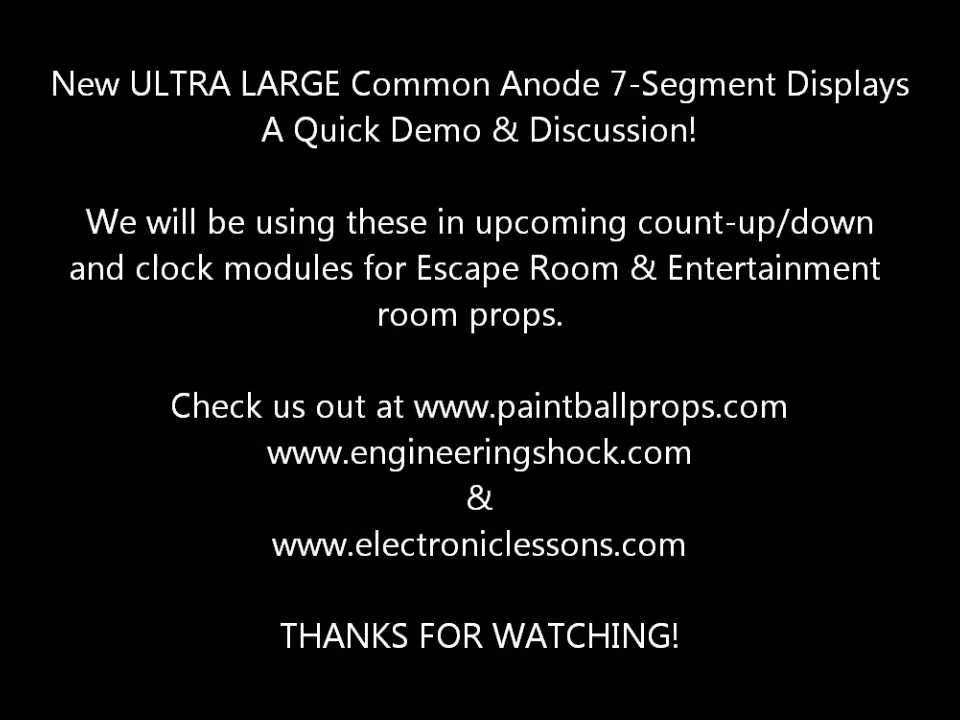 New ULTRA LARGE Common Anode 7-Segment Displays
A Quick Demo & Discussion!
We will be using these in upcoming count-up/down
and clock modules for Escape Room & Entertainment
room props.
Check us out at www.paintballprops.com
www.engineeringshock.com
&
www.electroniclessons.com
THANKS FOR WATCHING!